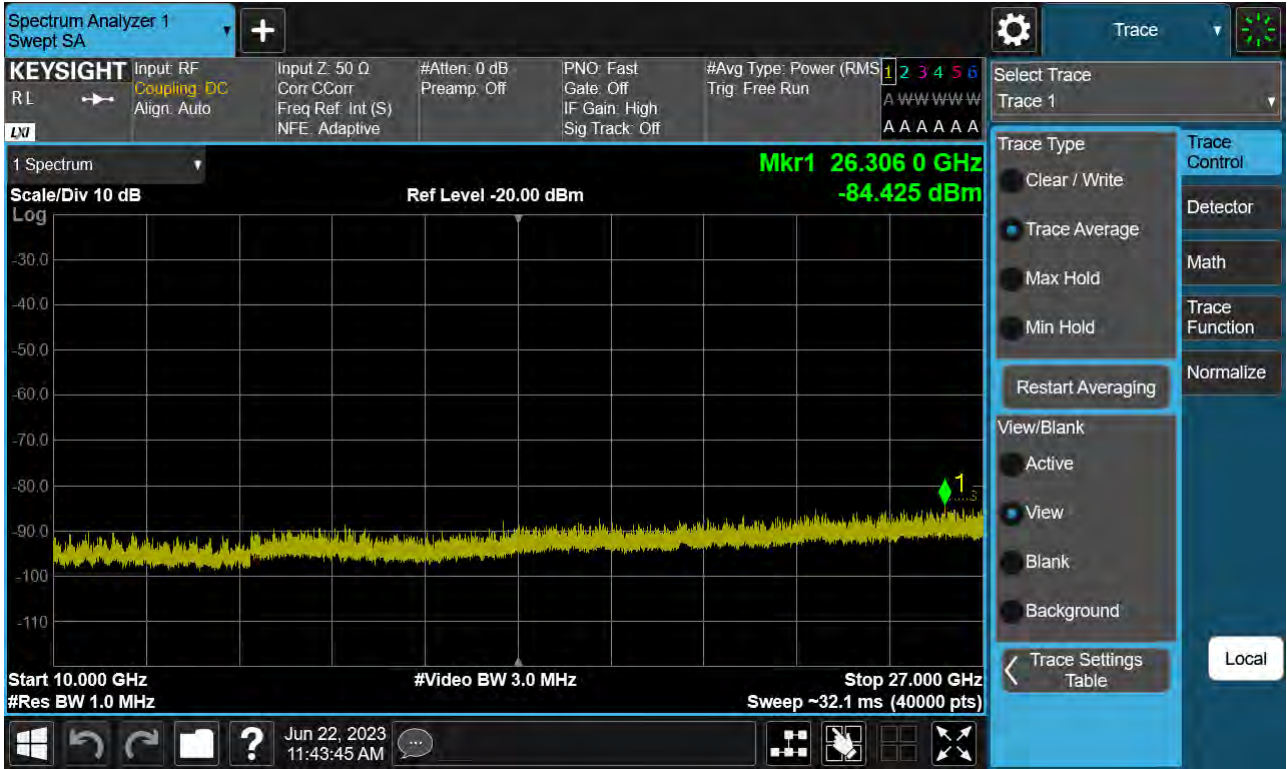 Spectrum Analyzer 1
Swept SA
Trace
KEYSIGHT
R L
LXI
Input: RF
Coupling: DC
Align: Auto
Input Z: 50 Ω
Corr CCorr
Freq Ref: Int (S)
NFE: Adaptive
#Atten: 0 dB
Preamp: Off
PNO: Fast
Gate: Off
IF Gain: High
Sig Track: Off
#Avg Type: Power (RMS
Trig: Free Run
1 2 3 4 5 6
A W W W W W
A A A A A A
Select Trace
Trace 1
1 Spectrum
Scale/Div 10 dB
Ref Level -20.00 dBm
Mkr1 26.306 0 GHz
-84.425 dBm
Log
-30.0
-40.0
-50.0
-60.0
-70.0
-80.0
-90.0
-100
-110
1
Start 10.000 GHz
#Video BW 3.0 MHz
Stop 27.000 GHz
#Res BW 1.0 MHz
Sweep ~32.1 ms (40000 pts)
Trace Type
Clear / Write
Trace Average
Max Hold
Min Hold
Restart Averaging
View/Blank
Active
View
Blank
Background
Trace Settings
Table
Trace
Control
Detector
Math
Trace
Function
Normalize
Local
?
Jun 22, 2023
11:43:45 AM